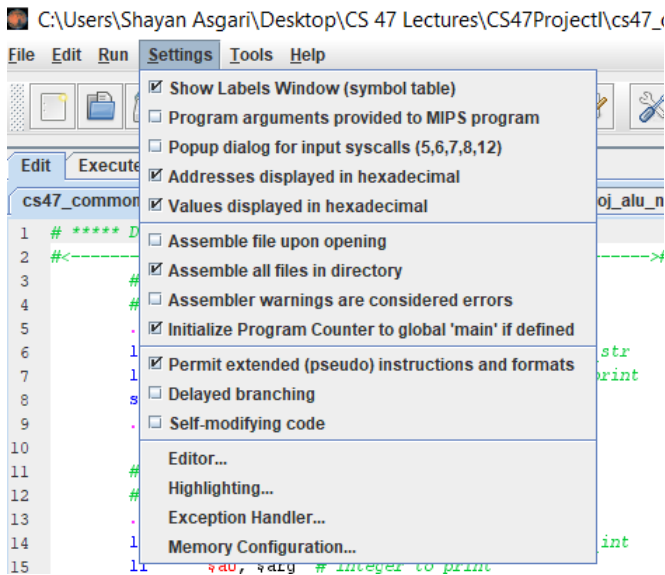 C:\Users\Shayan Asgari\Desktop\CS 47 Lectures\CS47ProjectI\cs47_
File Edit Run Settings Tools Help
Show Labels Window (symbol table)
Program arguments provided to MIPS program
Popup dialog for input syscalls (5,6,7,8,12)
Edit Execute
Addresses displayed in hexadecimal
cs47_common
Values displayed in hexadecimal
oj_alu_n
1 # ***** D
Assemble file upon opening
2 #<-------
------>#
Assemble all files in directory
3 #
4 #
Assembler warnings are considered errors
5 .
Initialize Program Counter to global 'main' if defined
6 l
_str
Permit extended (pseudo) instructions and formats
7 l
print
8 s
Delayed branching
9 .
Self-modifying code
10
Editor...
11 #
12 #
Highlighting...
13 .
Exception Handler...
14 l
_int
Memory Configuration...
15 li $a0, $arg # Integer to print